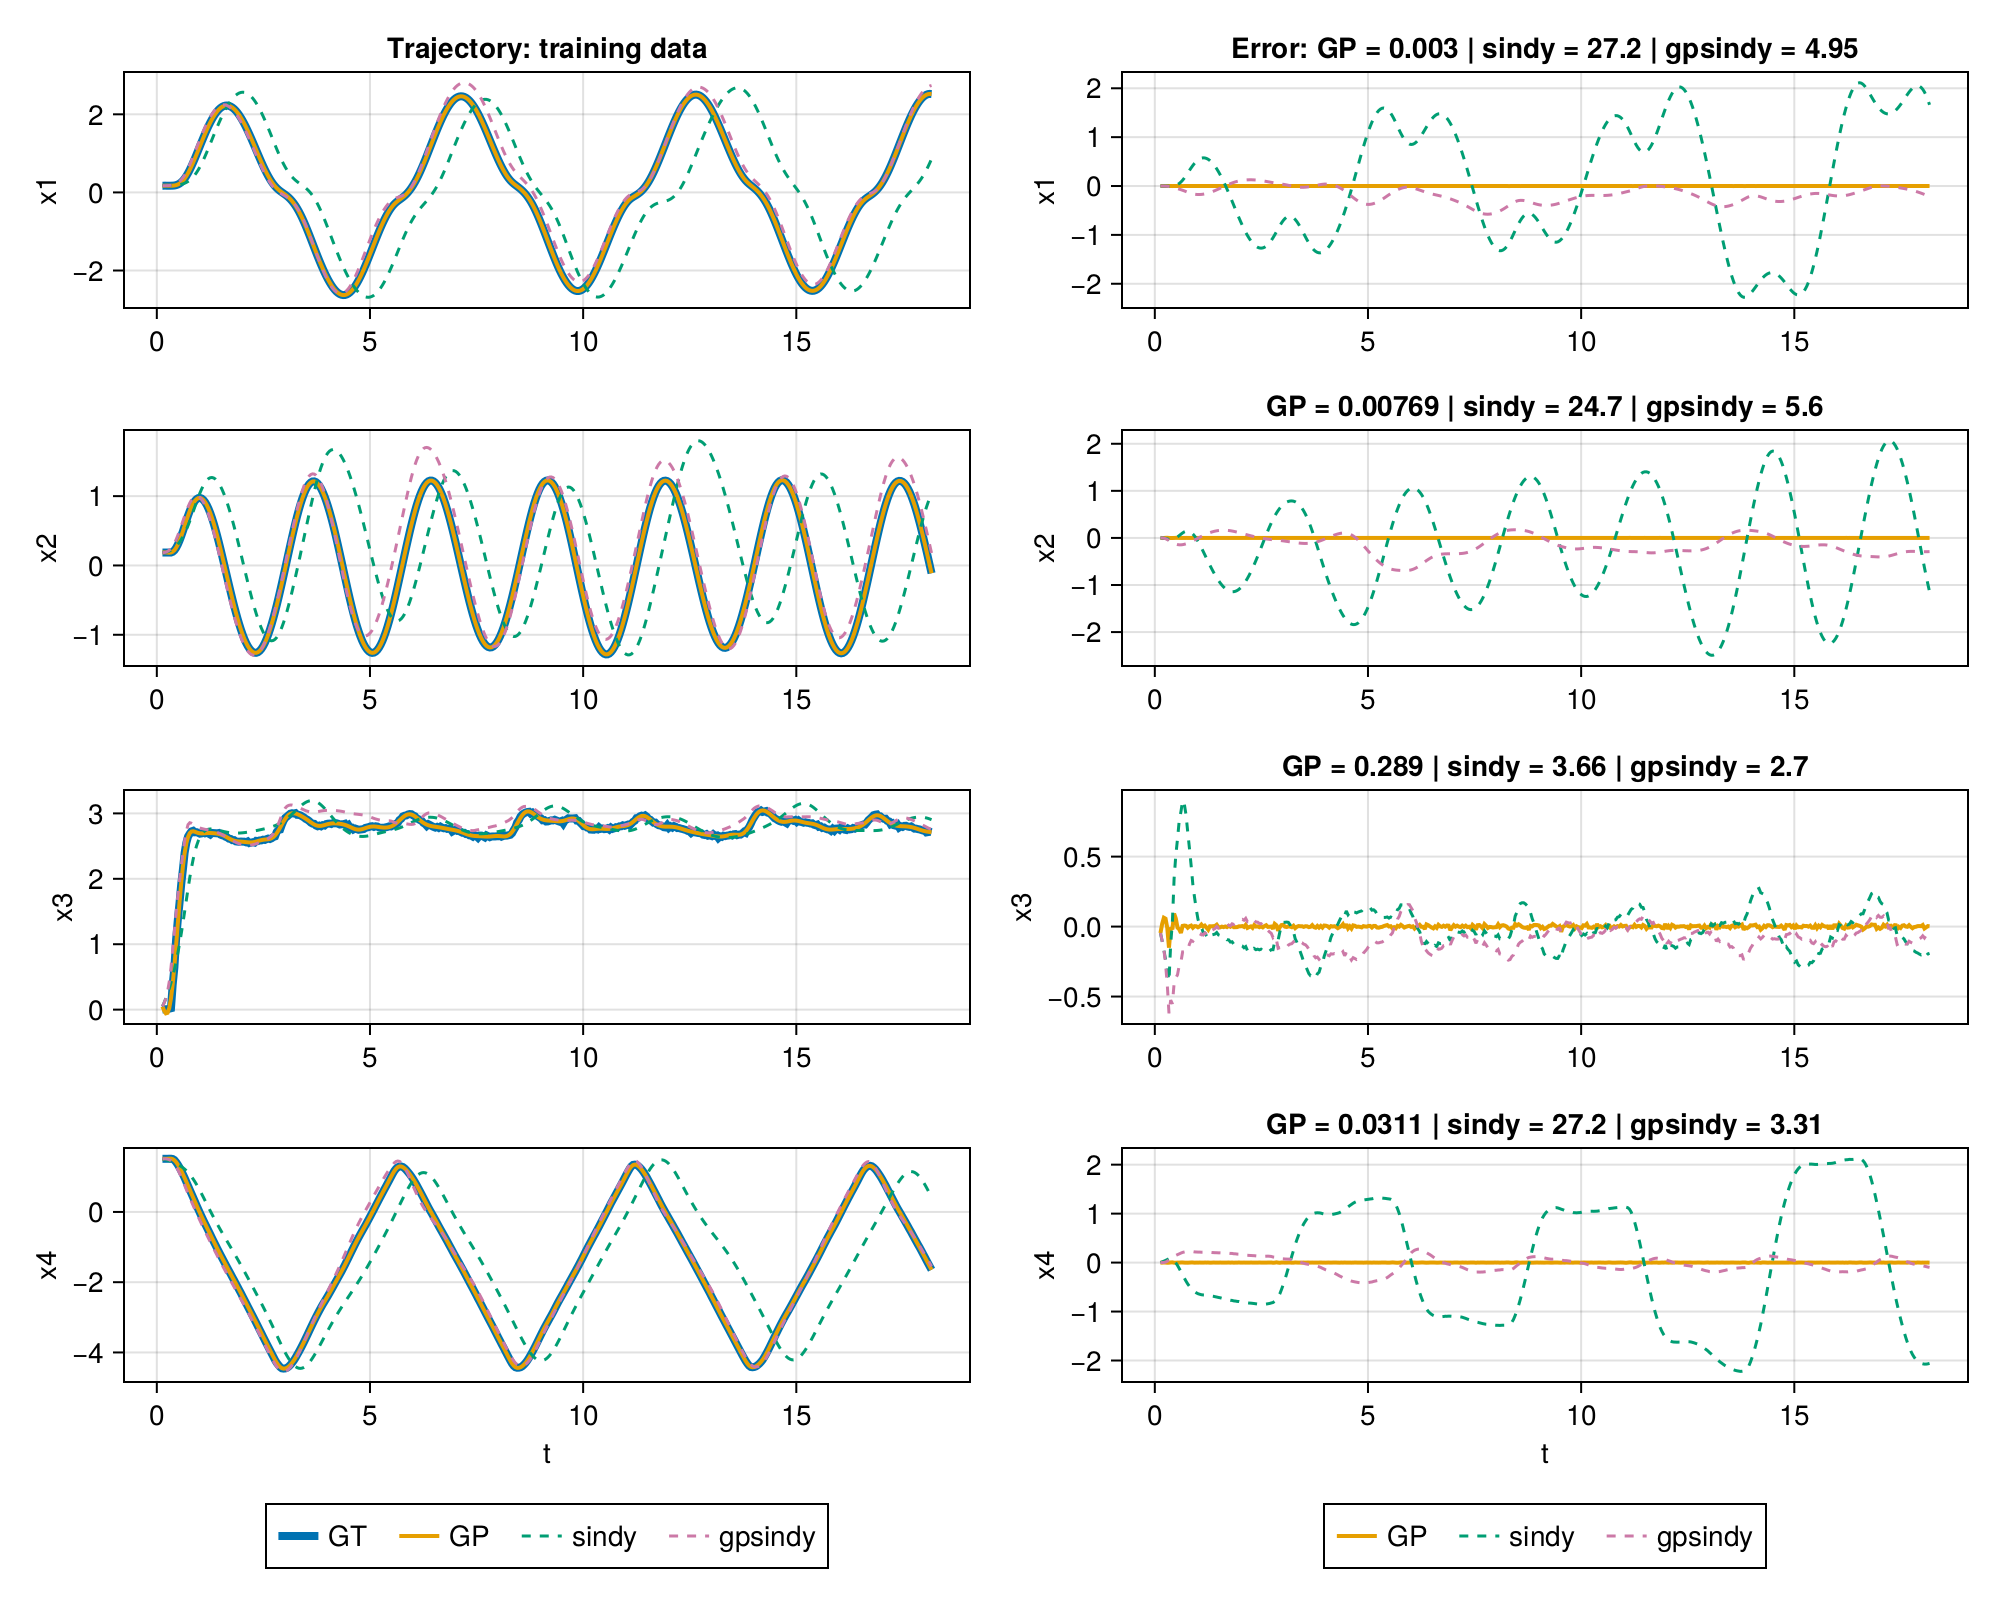 Trajectory: training data
Error: GP = 0.003 | sindy = 27.2 | gpsindy = 4.95
x1
2
0
−2
0 5 10 15
x1
2
1
0
−1
−2
0 5 10 15
GP = 0.00769 | sindy = 24.7 | gpsindy = 5.6
x2
1
0
−1
0 5 10 15
x2
2
1
0
−1
−2
0 5 10 15
GP = 0.289 | sindy = 3.66 | gpsindy = 2.7
x3
3
2
1
0
0 5 10 15
x3
0.5
0.0
−0.5
0 5 10 15
GP = 0.0311 | sindy = 27.2 | gpsindy = 3.31
x4
0
−2
−4
0 5 10 15
t
x4
2
1
0
−1
−2
0 5 10 15
t
GT GP sindy gpsindy
GP sindy gpsindy